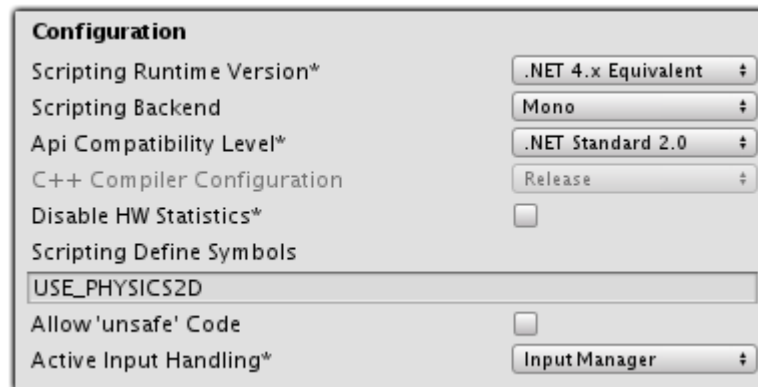 Configuration
Scripting Runtime Version* .NET 4.x Equivalent
Scripting Backend Mono
Api Compatibility Level* .NET Standard 2.0
C++ Compiler Configuration Release
Disable HW Statistics*
Scripting Define Symbols
USE_PHYSICS2D
Allow 'unsafe' Code
Active Input Handling* Input Manager